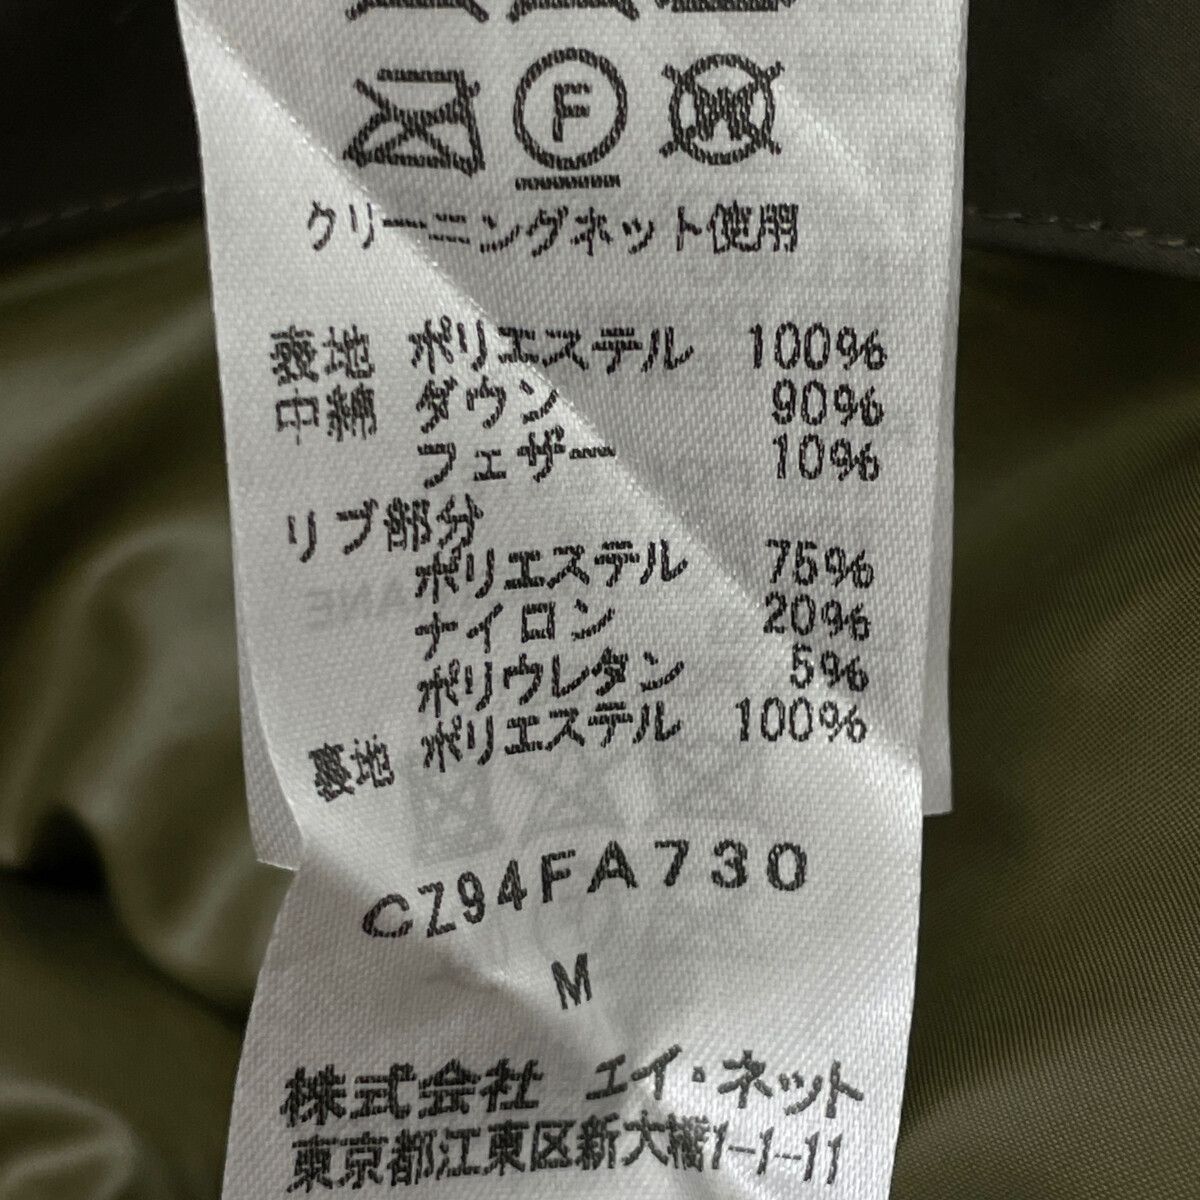 F W
クリーニングネット使用
表地 ポリエステル 100%
中綿 ダウン 90%
フェザー 10%
リブ部分
ポリエステル 75%
ナイロン 20%
ポリウレタン 5%
裏地 ポリエステル 100%
CZ94FA730
M
株式会社 エイ・ネット
東京都江東区新大橋1-1-11